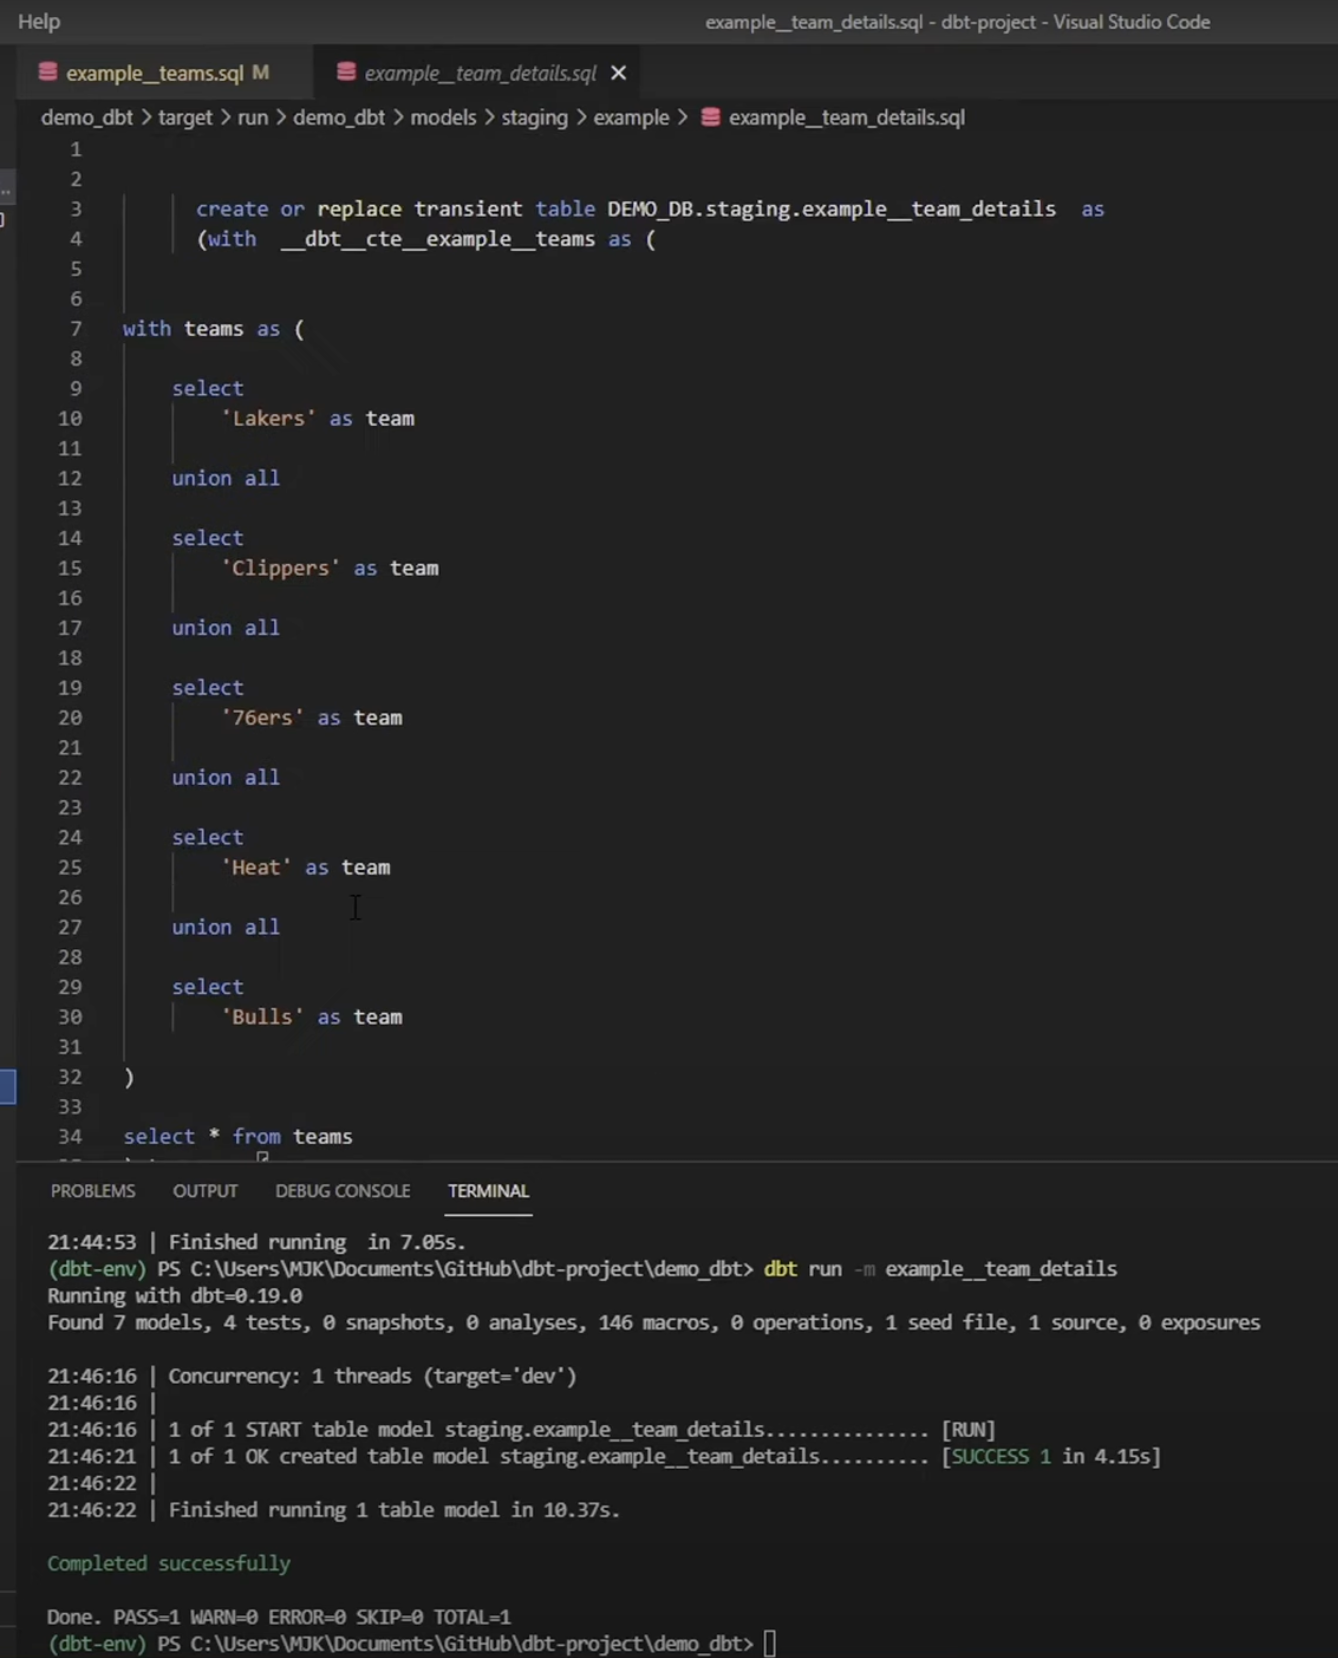 Help
example__team_details.sql - dbt-project - Visual Studio Code
example__teams.sql M
example__team_details.sql
demo_dbt > target > run > demo_dbt > models > staging > example > example__team_details.sql
1
2
3 create or replace transient table DEMO_DB.staging.example__team_details as
4 (with __dbt__cte__example__teams as (
5
6
7 with teams as (
8
9 select
10 'Lakers' as team
11
12 union all
13
14 select
15 'Clippers' as team
16
17 union all
18
19 select
20 '76ers' as team
21
22 union all
23
24 select
25 'Heat' as team
26
27 union all
28
29 select
30 'Bulls' as team
31
32 )
33
34 select * from teams
PROBLEMS OUTPUT DEBUG CONSOLE TERMINAL
21:44:53 | Finished running  in 7.05s.
(dbt-env) PS C:\Users\MJK\Documents\GitHub\dbt-project\demo_dbt> dbt run -m example__team_details
Running with dbt=0.19.0
Found 7 models, 4 tests, 0 snapshots, 0 analyses, 146 macros, 0 operations, 1 seed file, 1 source, 0 exposures
21:46:16 | Concurrency: 1 threads (target='dev')
21:46:16 |
21:46:16 | 1 of 1 START table model staging.example__team_details............... [RUN]
21:46:21 | 1 of 1 OK created table model staging.example__team_details.......... [SUCCESS 1 in 4.15s]
21:46:22 |
21:46:22 | Finished running 1 table model in 10.37s.
Completed successfully
Done. PASS=1 WARN=0 ERROR=0 SKIP=0 TOTAL=1
(dbt-env) PS C:\Users\MJK\Documents\GitHub\dbt-project\demo_dbt>